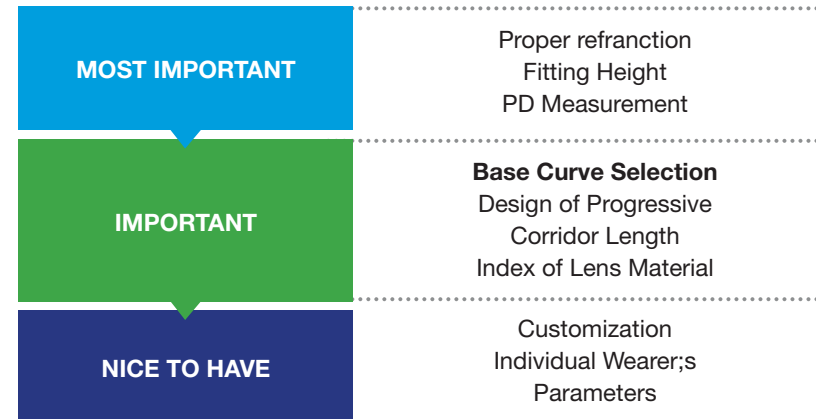 MOST IMPORTANT
Proper refranction
Fitting Height
PD Measurement
IMPORTANT
Base Curve Selection
Design of Progressive
Corridor Length
Index of Lens Material
NICE TO HAVE
Customization
Individual Wearer;s
Parameters